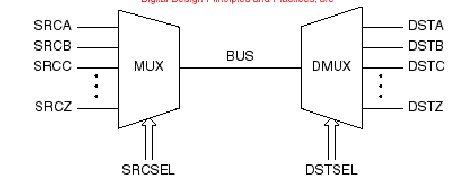 Digital Design Principles and Practices, 3/e
SRCA
SRCB
SRCC
SRCZ
MUX
BUS
DMUX
DSTA
DSTB
DSTC
DSTZ
SRCSEL
DSTSEL